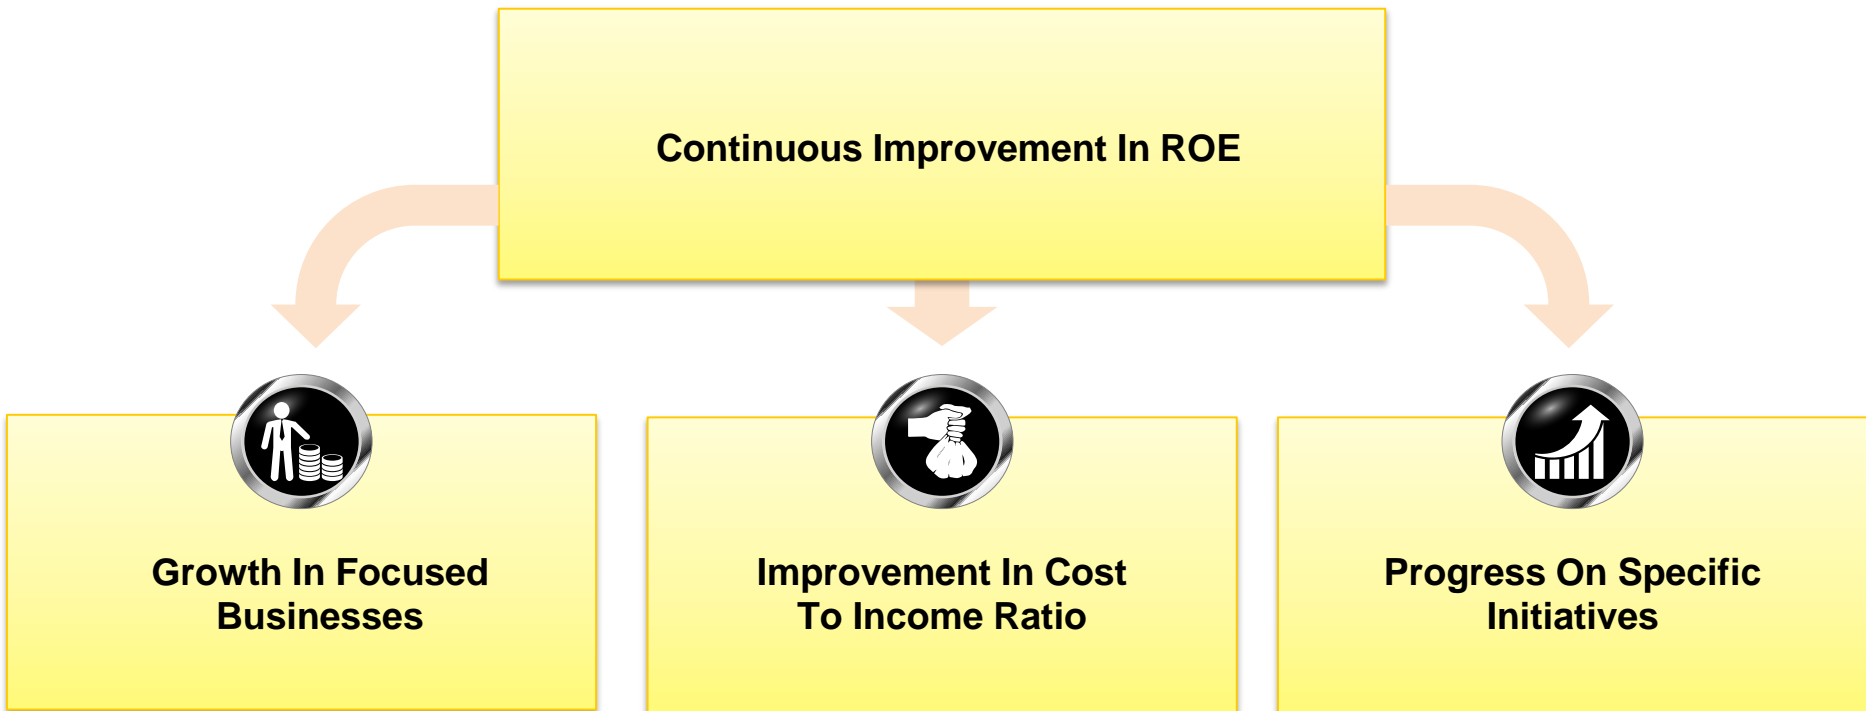 Continuous Improvement In ROE
Growth In Focused
Businesses
Improvement In Cost
To Income Ratio
Progress On Specific
Initiatives